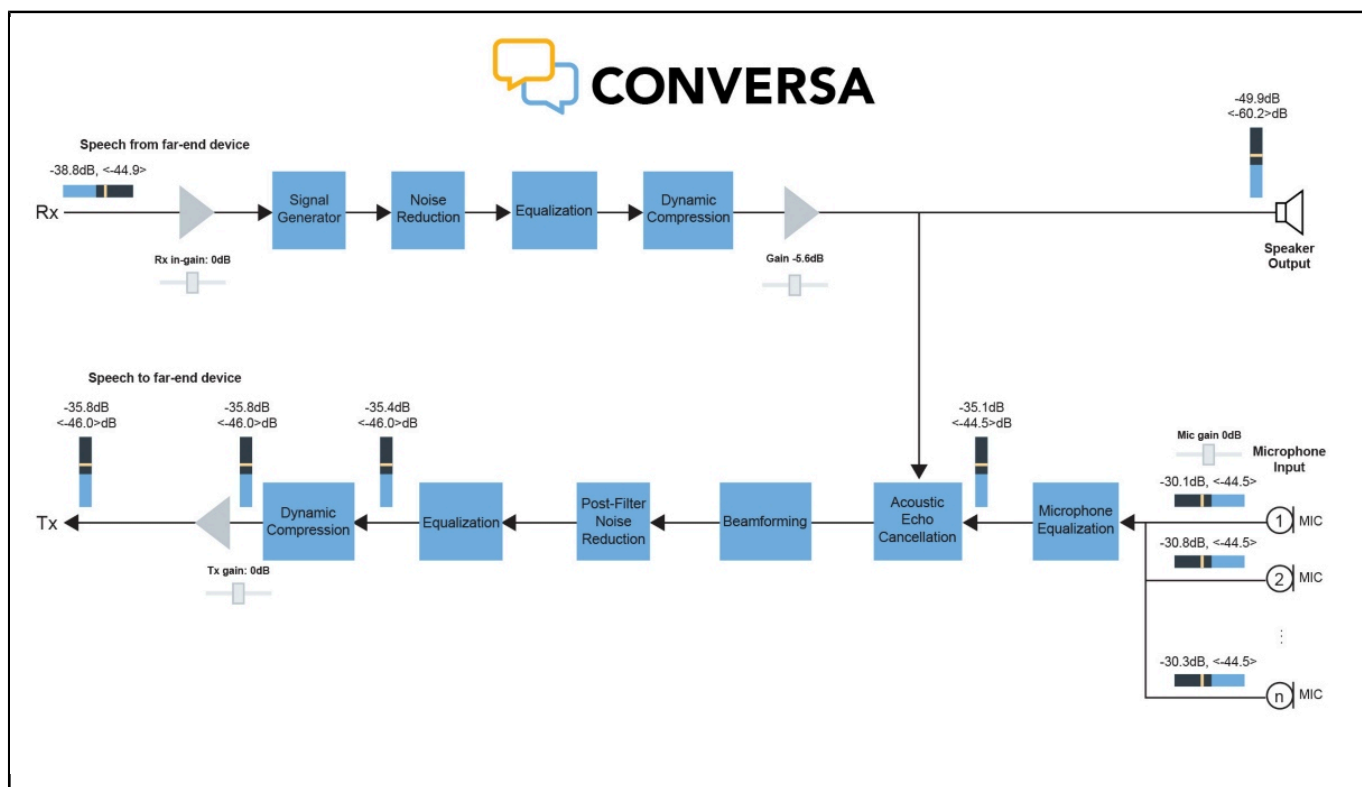 CONVERSA
Speech from far-end device
-38.8dB, <-44.9>
Rx
Rx in-gain: 0dB
Signal
Generator
Noise
Reduction
Equalization
Dynamic
Compression
Gain -5.6dB
-49.9dB
<-60.2>dB
Speaker
Output
Speech to far-end device
-35.8dB
<-46.0>dB
-35.8dB
<-46.0>dB
-35.4dB
<-46.0>dB
-35.1dB
<-44.5>dB
Mic gain 0dB
Microphone
Input
Tx
Tx gain: 0dB
Dynamic
Compression
Equalization
Post-Filter
Noise
Reduction
Beamforming
Acoustic
Echo
Cancellation
Microphone
Equalization
-30.1dB, <-44.5>
1 MIC
-30.8dB, <-44.5>
2 MIC
-30.3dB, <-44.5>
n MIC